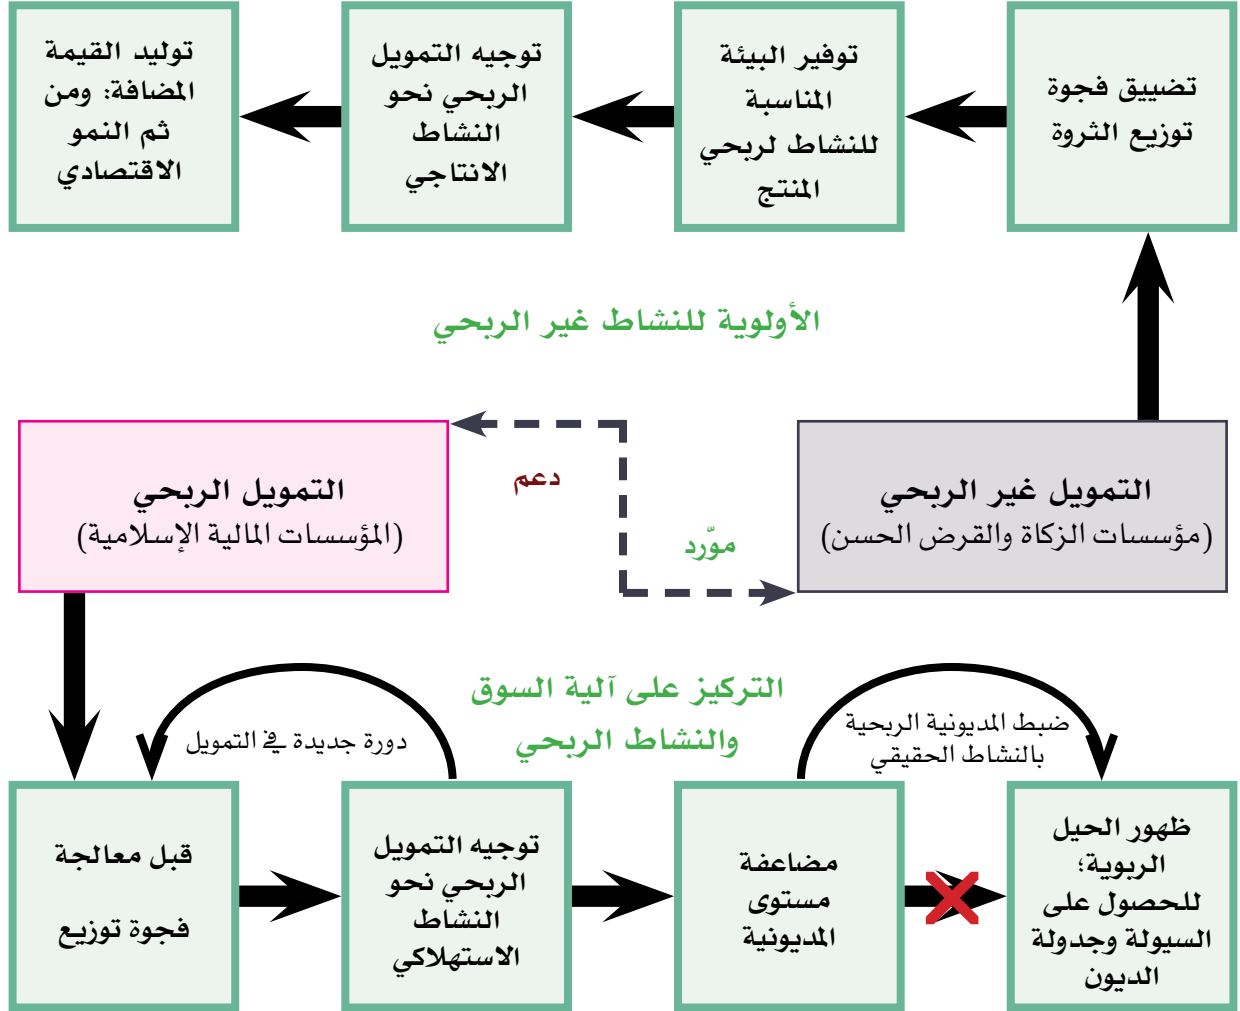 تضييق فجوة
توزيع الثروة
توفير البيئة
المناسبة
للنشاط لربحي
المنتج
توجيه التمويل
الربحي نحو
النشاط
الانتاجي
توليد القيمة
المضافة: ومن
ثم النمو
الاقتصادي
الأولوية للنشاط غير الربحي
التمويل غير الربحي
(مؤسسات الزكاة والقرض الحسن)
دعم
مورّد
التمويل الربحي
(المؤسسات المالية الإسلامية)
التركيز على آلية السوق
والنشاط الربحي
دورة جديدة في التمويل
ضبط المديونية الربحية
بالنشاط الحقيقي
قبل معالجة
فجوة توزيع
توجيه التمويل
الربحي نحو
النشاط
الاستهلاكي
مضاعفة
مستوى
المديونية
ظهور الحيل
الربوية؛
للحصول على
السيولة وجدولة
الديون